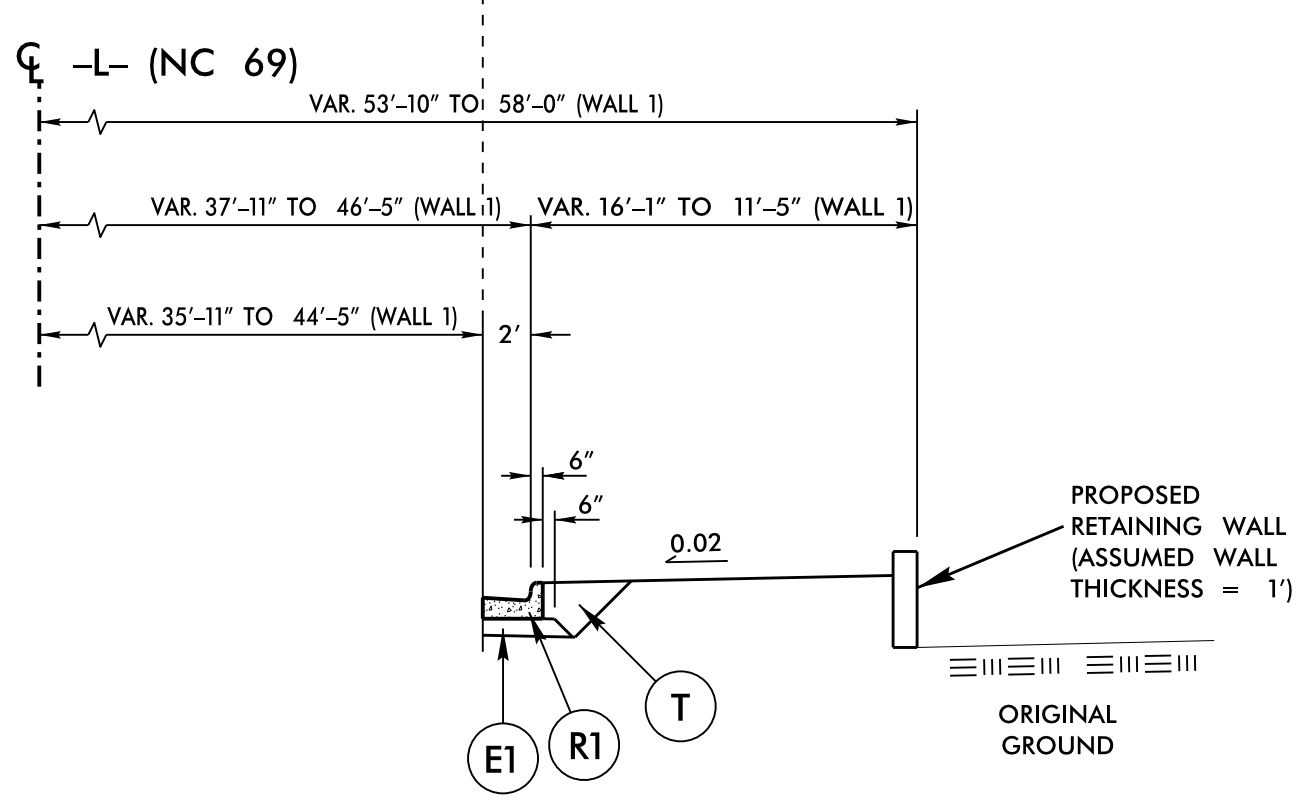 ℄ –L– (NC 69)
VAR. 53'–10" TO 58'–0" (WALL 1)
VAR. 37'–11" TO 46'–5" (WALL 1) VAR. 16'–1" TO 11'–5" (WALL 1)
VAR. 35'–11" TO 44'–5" (WALL 1) 2'
6"
6"
0.02
PROPOSED
RETAINING WALL
(ASSUMED WALL
THICKNESS = 1')
ORIGINAL
GROUND
T
R1
E1